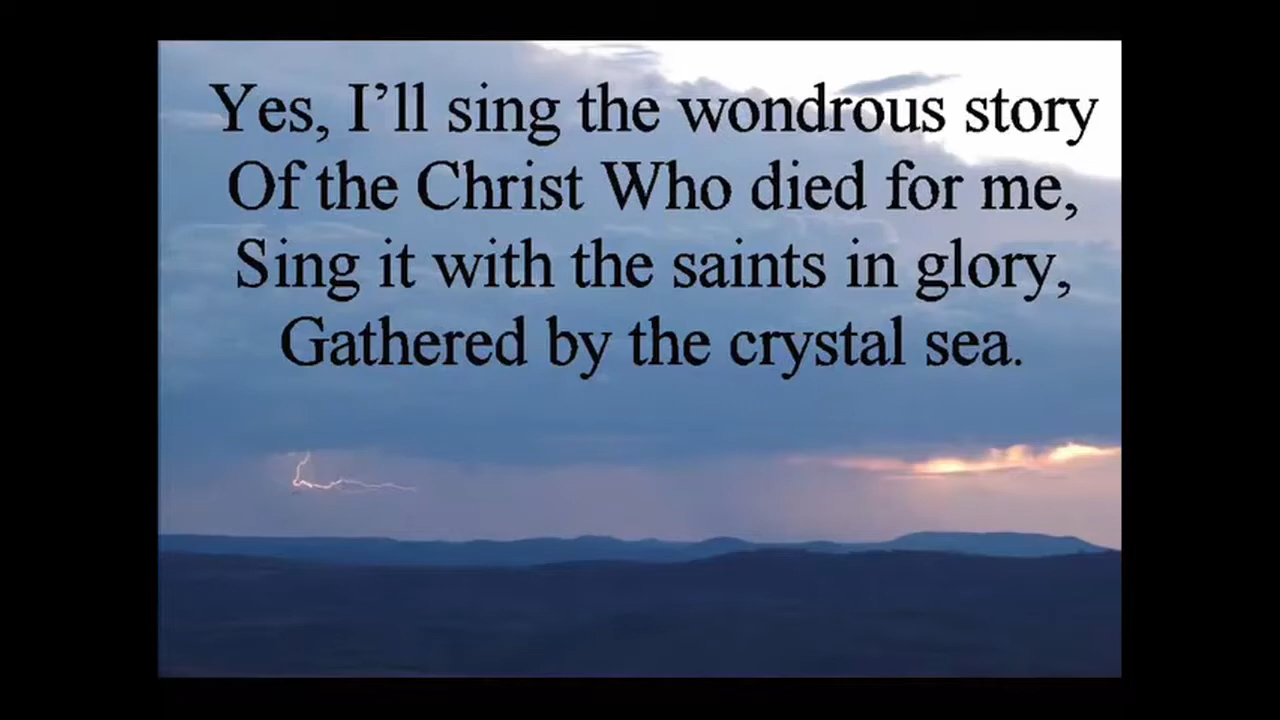 Yes, I’ll sing the wondrous story
Of the Christ Who died for me,
Sing it with the saints in glory,
Gathered by the crystal sea.